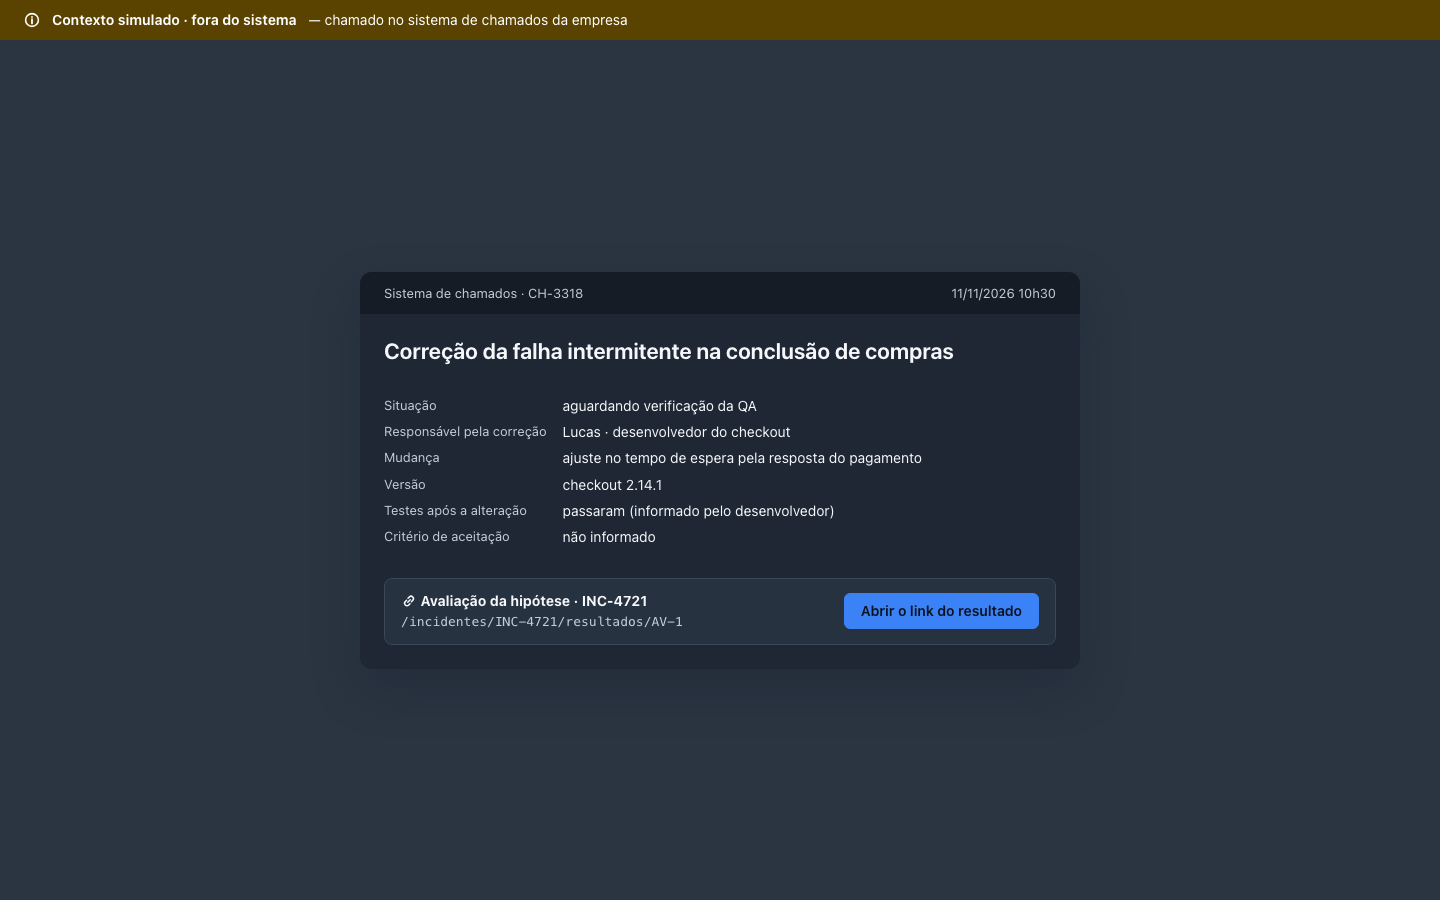 Contexto simulado · fora do sistema — chamado no sistema de chamados da empresa
Sistema de chamados · CH-3318 11/11/2026 10h30
Correção da falha intermitente na conclusão de compras
Situação aguardando verificação da QA
Responsável pela correção Lucas · desenvolvedor do checkout
Mudança ajuste no tempo de espera pela resposta do pagamento
Versão checkout 2.14.1
Testes após a alteração passaram (informado pelo desenvolvedor)
Critério de aceitação não informado
Avaliação da hipótese · INC-4721
/incidentes/INC-4721/resultados/AV-1
Abrir o link do resultado